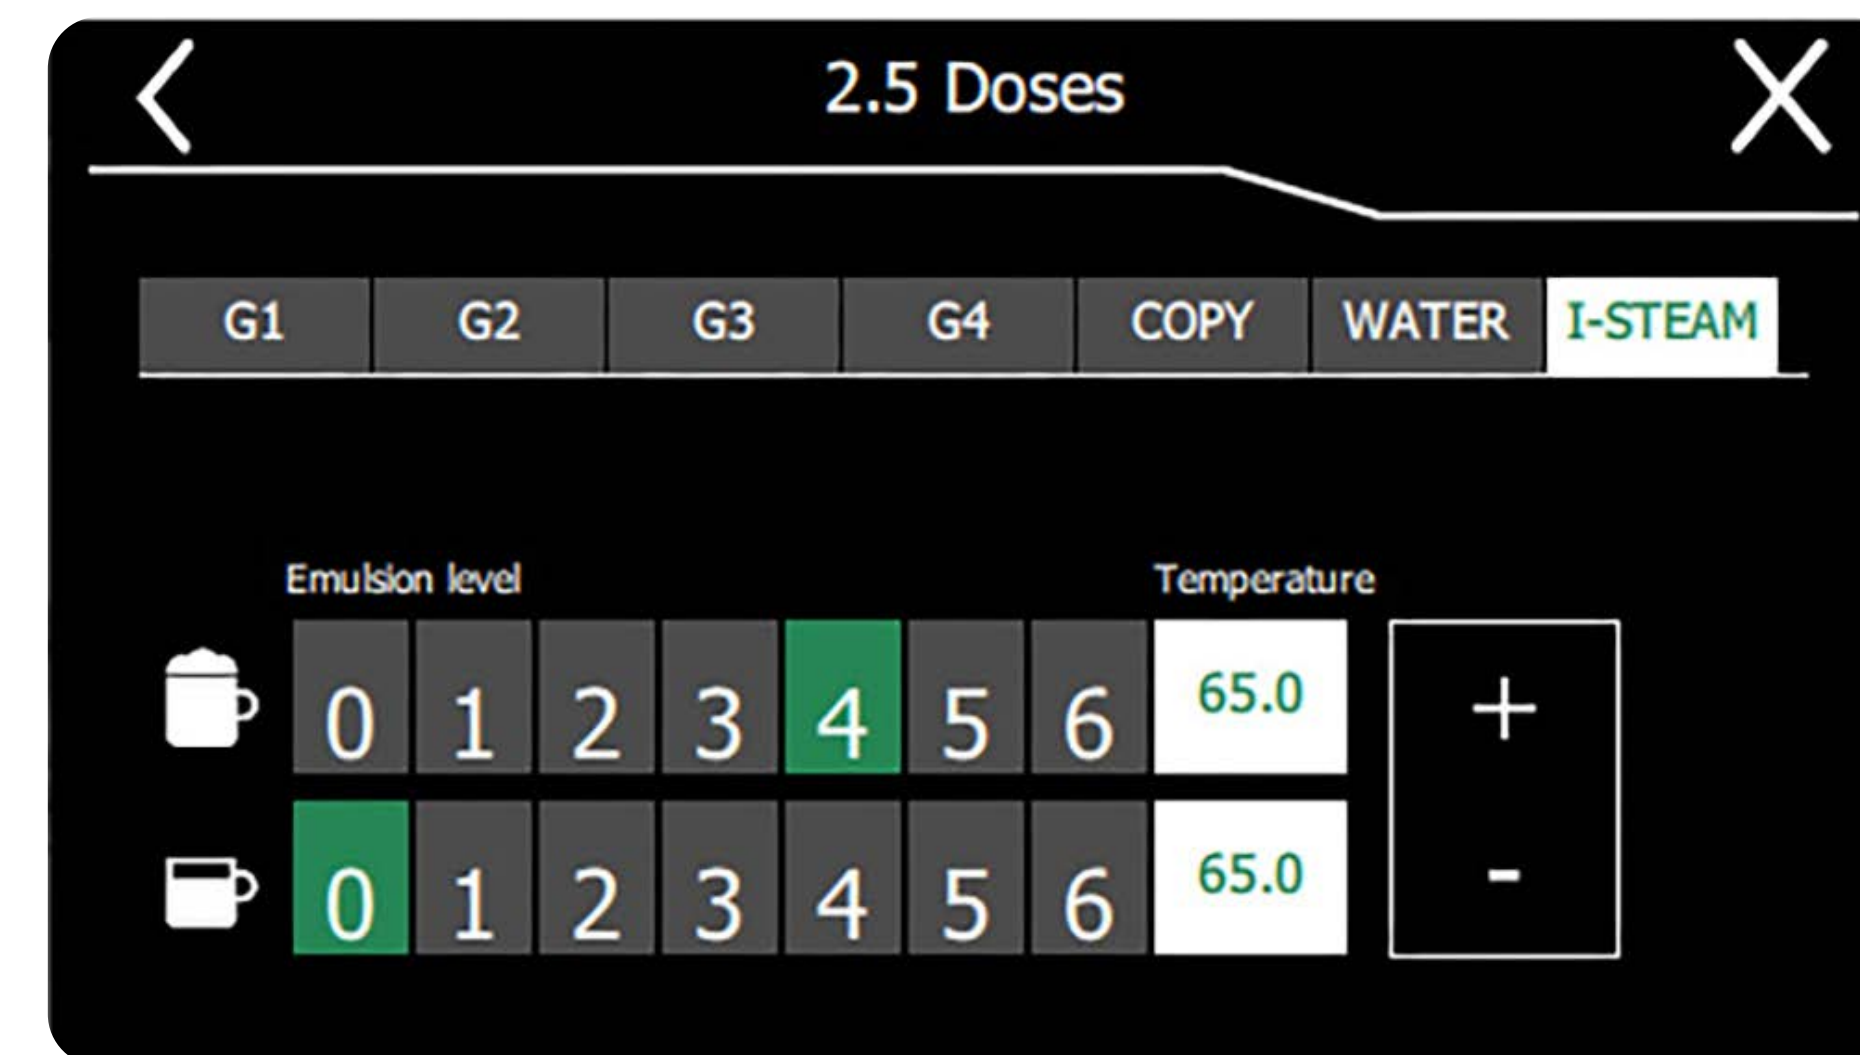 2.5 Doses
G1 G2 G3 G4 COPY WATER I-STEAM
Emulsion level Temperature
0 1 2 3 4 5 6 65.0 +
0 1 2 3 4 5 6 65.0 -